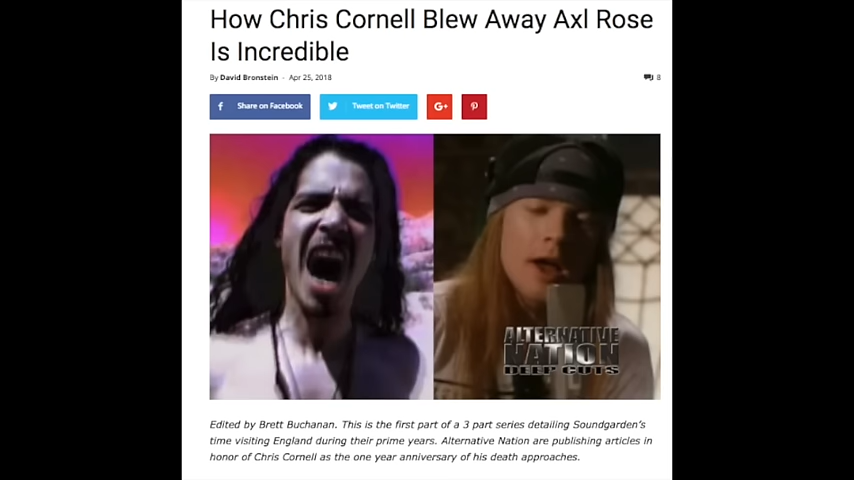 How Chris Cornell Blew Away Axl Rose
Is Incredible
By David Bronstein - Apr 25, 2018 8
Share on Facebook Tweet on Twitter G+
ALTERNATIVE
NATION
DEEP CUTS
Edited by Brett Buchanan. This is the first part of a 3 part series detailing Soundgarden's
time visiting England during their prime years. Alternative Nation are publishing articles in
honor of Chris Cornell as the one year anniversary of his death approaches.